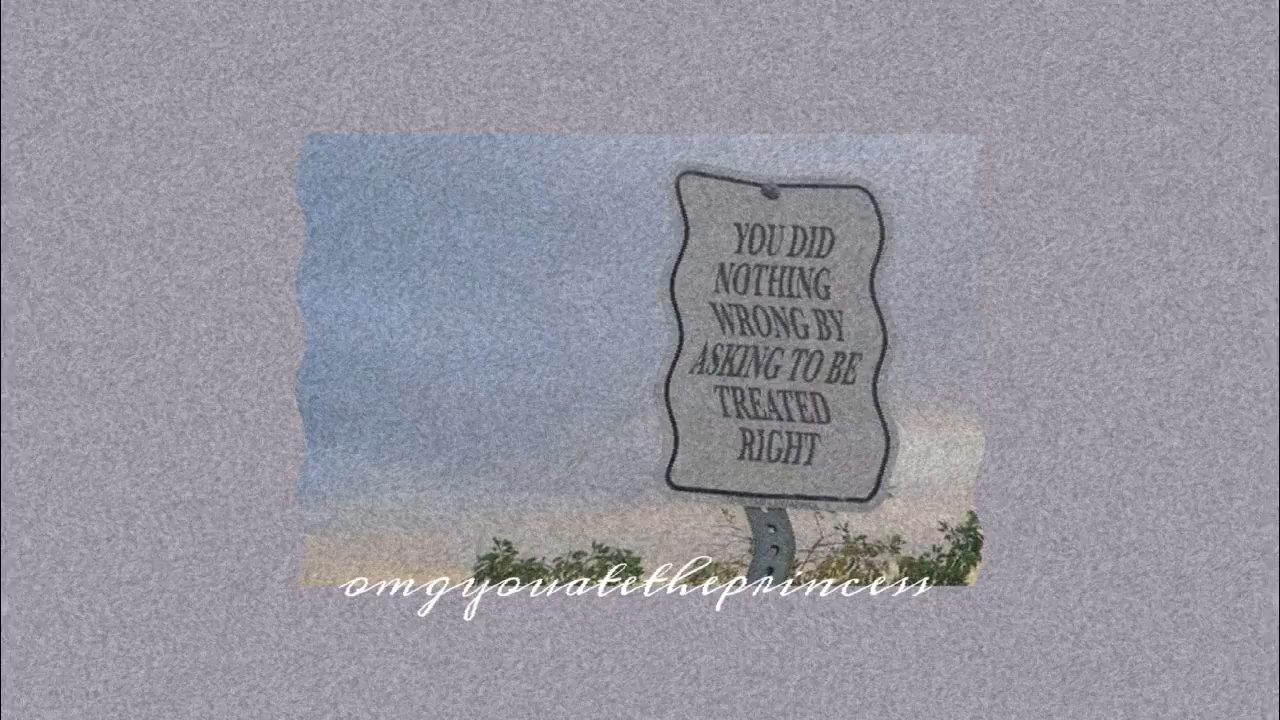 YOU DID
NOTHING
WRONG BY
ASKING TO BE
TREATED
RIGHT
omgyouatetheprincess